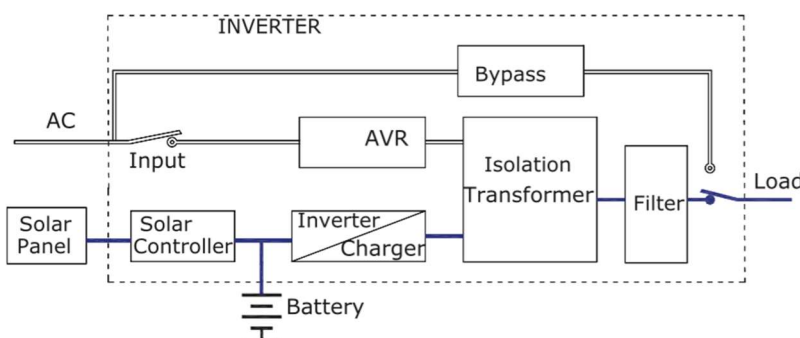 INVERTER
Bypass
AC
AVR
Input
Isolation
Transformer
Filter
Load
Solar
Panel
Solar
Controller
Inverter
Charger
Battery